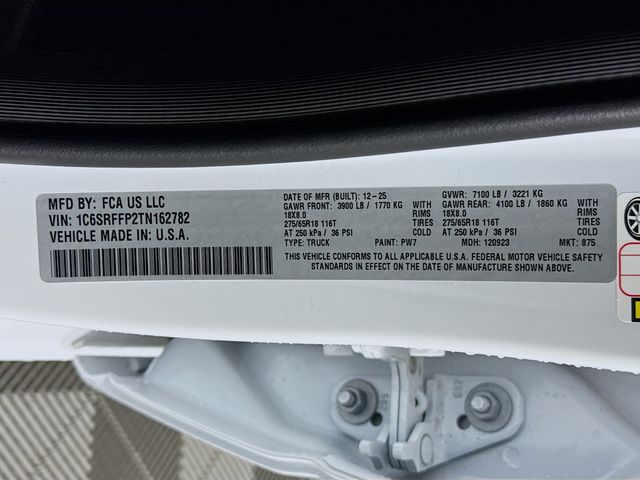 MFD BY: FCA US LLC
VIN: 1C6SRFFP2TN162782
VEHICLE MADE IN: U.S.A.
DATE OF MFR (BUILT): 12-25 GVWR: 7100 LB / 3221 KG
GAWR FRONT: 3900 LB / 1770 KG WITH GAWR REAR: 4100 LB / 1860 KG WITH
18X8.0 RIMS 18X8.0 RIMS
275/65R18 116T TIRES 275/65R18 116T TIRES
AT 250 kPa / 36 PSI COLD AT 250 kPa / 36 PSI COLD
TYPE: TRUCK PAINT: PW7 MDH: 120923 MKT: 875
THIS VEHICLE CONFORMS TO ALL APPLICABLE U.S.A. FEDERAL MOTOR VEHICLE SAFETY
STANDARDS IN EFFECT ON THE DATE OF MANUFACTURE SHOWN ABOVE.